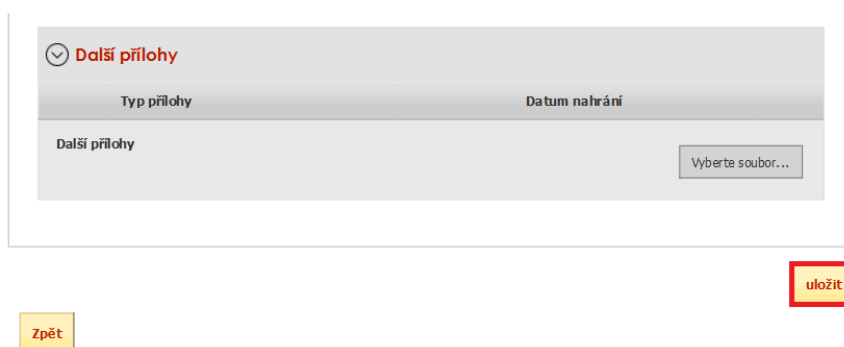 Další přílohy
Typ přílohy Datum nahrání
Další přílohy
Vyberte soubor...
uložit
Zpět